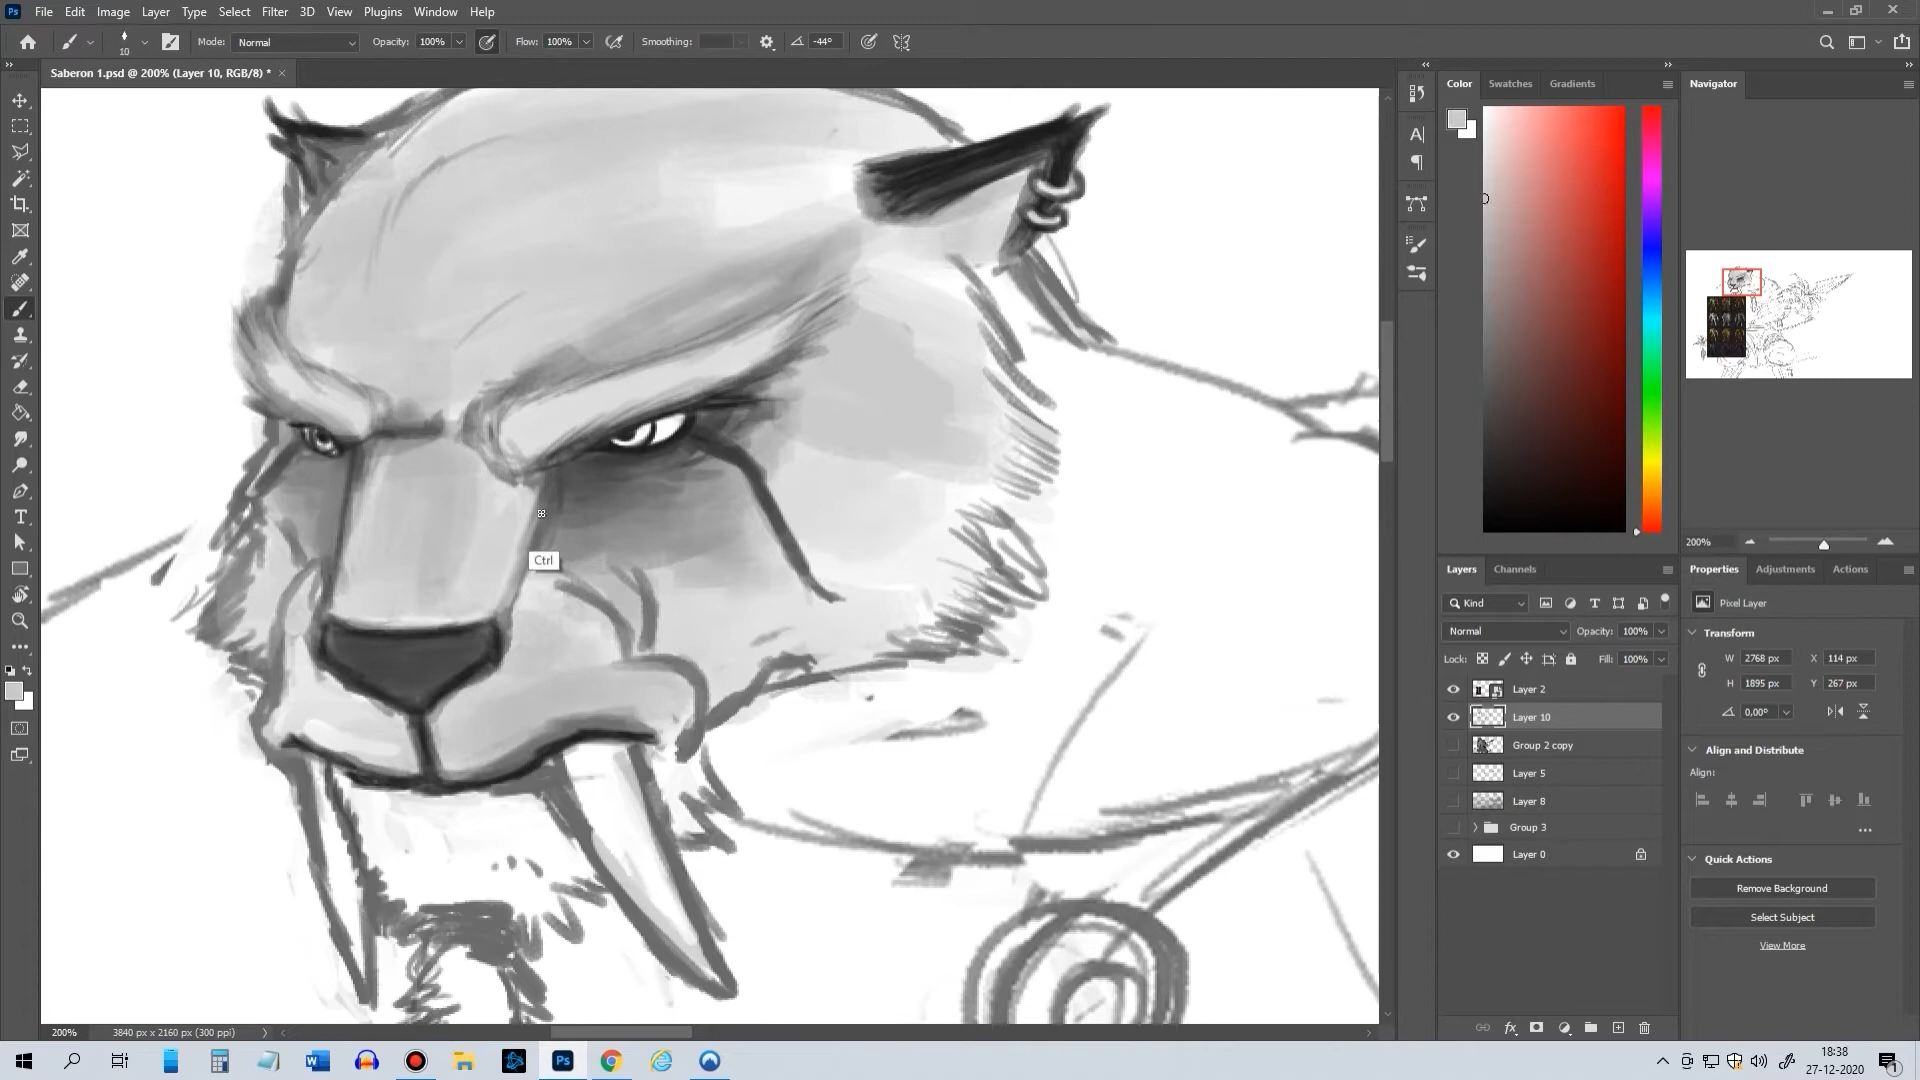 Ps File Edit Image Layer Type Select Filter 3D View Plugins Window Help
10 Mode: Normal Opacity: 100% Flow: 100% Smoothing: -44°
Saberon 1.psd @ 200% (Layer 10, RGB/8) *
Color Swatches Gradients
Navigator
Ctrl
200%
Layers Channels
Kind
Normal Opacity: 100%
Lock: Fill: 100%
Layer 2
Layer 10
Group 2 copy
Layer 5
Layer 8
Group 3
Layer 0
Properties Adjustments Actions
Pixel Layer
Transform
W 2768 px X 114 px
H 1895 px Y 267 px
0,00°
Align and Distribute
Align:
Quick Actions
Remove Background
Select Subject
View More
200% 3840 px x 2160 px (300 ppi)
Ps
18:38
27-12-2020
1